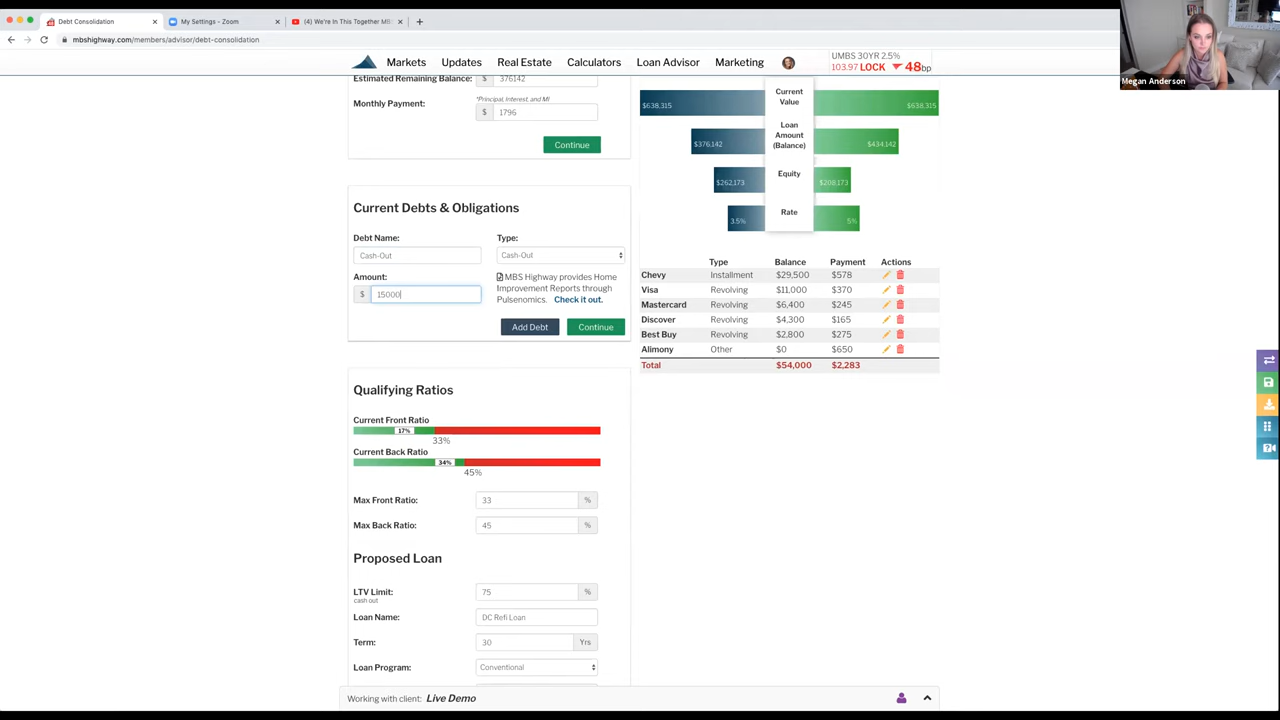 Debt Consolidation
My Settings - Zoom
(4) We're In This Together MB
mbshighway.com/members/advisor/debt-consolidation
Megan Anderson
Markets Updates Real Estate Calculators Loan Advisor Marketing
UMBS 30YR 2.5%
103.97 LOCK 48bp
Estimated Remaining Balance: $ 376142
Monthly Payment: *Principal, Interest, and MI
$ 1796
Continue
$638,315 Current Value $638,315
$376,142 Loan Amount (Balance) $434,142
$262,173 Equity
3.5% Rate 5%
Current Debts & Obligations
Debt Name: Type:
Cash-Out Cash-Out
Amount:
$ 15000
MBS Highway provides Home
Improvement Reports through
Pulsenomics. Check it out.
Add Debt Continue
Type Balance Payment Actions
Chevy Installment $29,500 $578
Visa Revolving $11,000 $370
Mastercard Revolving $6,400 $245
Discover Revolving $4,300 $165
Best Buy Revolving $2,800 $275
Alimony Other $0 $650
Total $54,000 $2,283
Qualifying Ratios
Current Front Ratio
17%
33%
Current Back Ratio
34%
45%
Max Front Ratio: 33 %
Max Back Ratio: 45 %
Proposed Loan
LTV Limit: 75 %
cash out
Loan Name: DC Refi Loan
Term: 30 Yrs
Loan Program: Conventional
Working with client: Live Demo